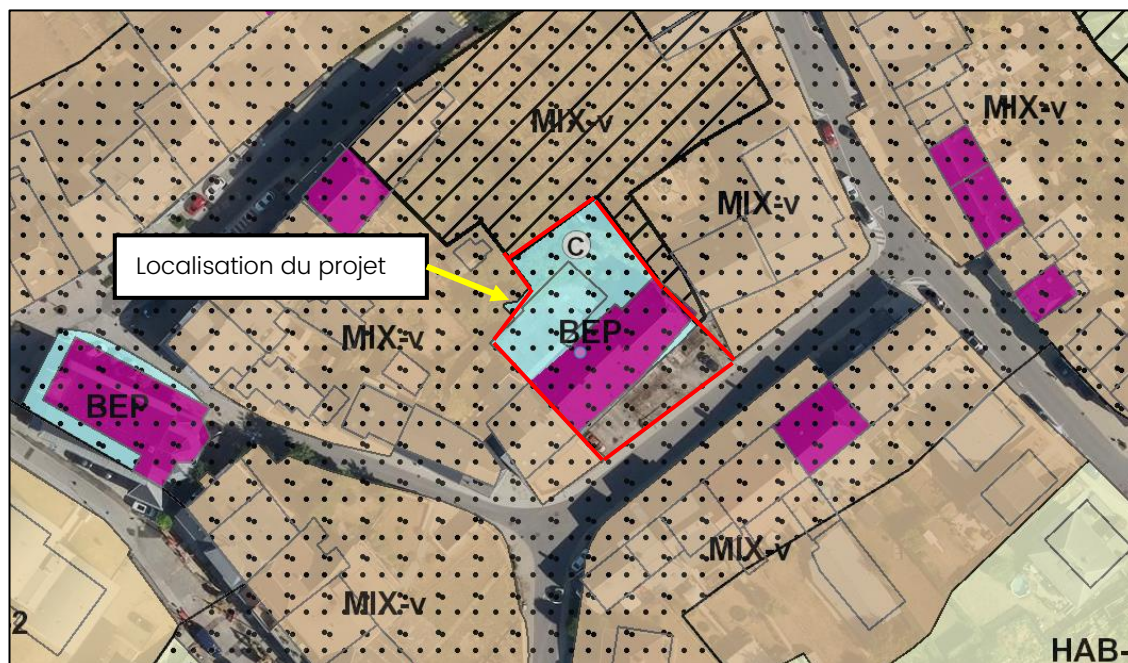 MIX-v
MIX-v
MIX-v
C
Localisation du projet
MIX-v
BEP
BEP
MIX-v
MIX-v
2
HAB-